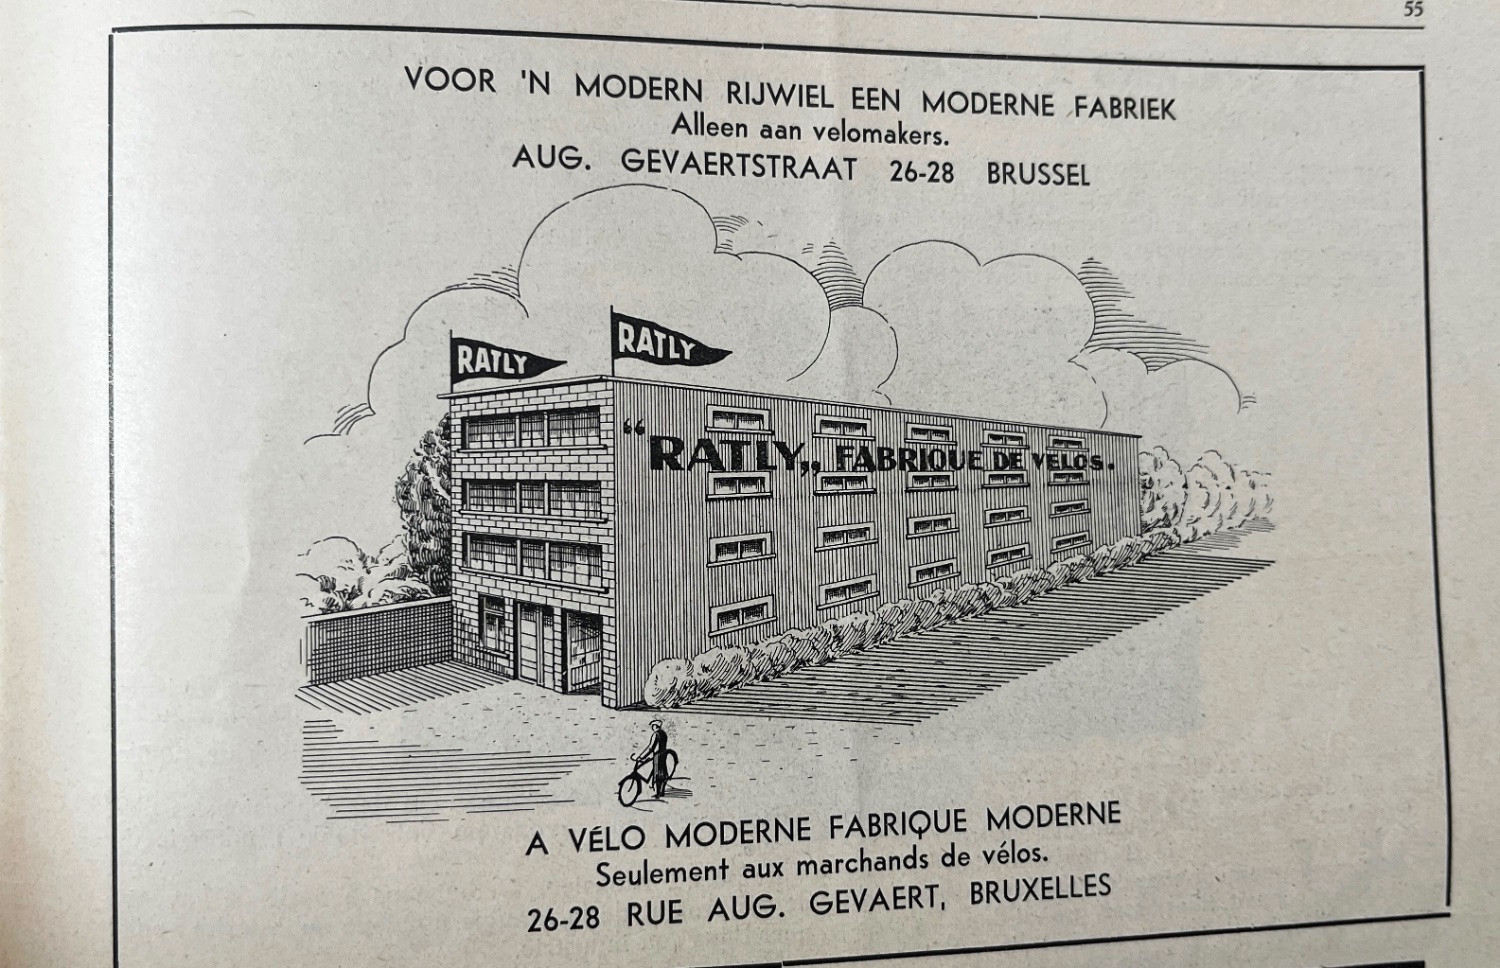 55
VOOR 'N MODERN RIJWIEL EEN MODERNE FABRIEK
Alleen aan velomakers.
AUG. GEVAERTSTRAAT 26-28 BRUSSEL
RATLY
RATLY
“RATLY„ FABRIQUE DE VELOS.
A VÉLO MODERNE FABRIQUE MODERNE
Seulement aux marchands de vélos.
26-28 RUE AUG. GEVAERT, BRUXELLES